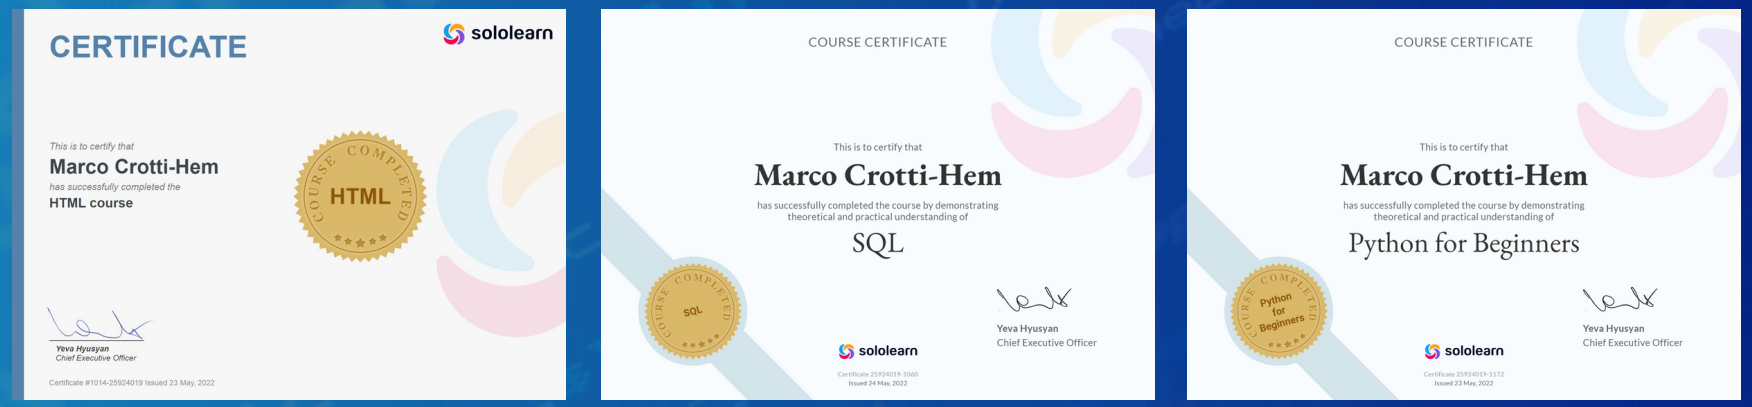 CERTIFICATE
sololearn
This is to certify that
Marco Crotti-Hem
has successfully completed the
HTML course
COURSE COMPLETED
HTML
Yeva Hyusyan
Chief Executive Officer
Certificate #1014-25924019 Issued 23 May, 2022
COURSE CERTIFICATE
This is to certify that
Marco Crotti-Hem
has successfully completed the course by demonstrating
theoretical and practical understanding of
SQL
COURSE COMPLETED
SQL
Yeva Hyusyan
Chief Executive Officer
sololearn
Certificate 25924019-1060
Issued 24 May, 2022
COURSE CERTIFICATE
This is to certify that
Marco Crotti-Hem
has successfully completed the course by demonstrating
theoretical and practical understanding of
Python for Beginners
COURSE COMPLETED
Python
for
Beginners
Yeva Hyusyan
Chief Executive Officer
sololearn
Certificate 25924019-1172
Issued 23 May, 2022